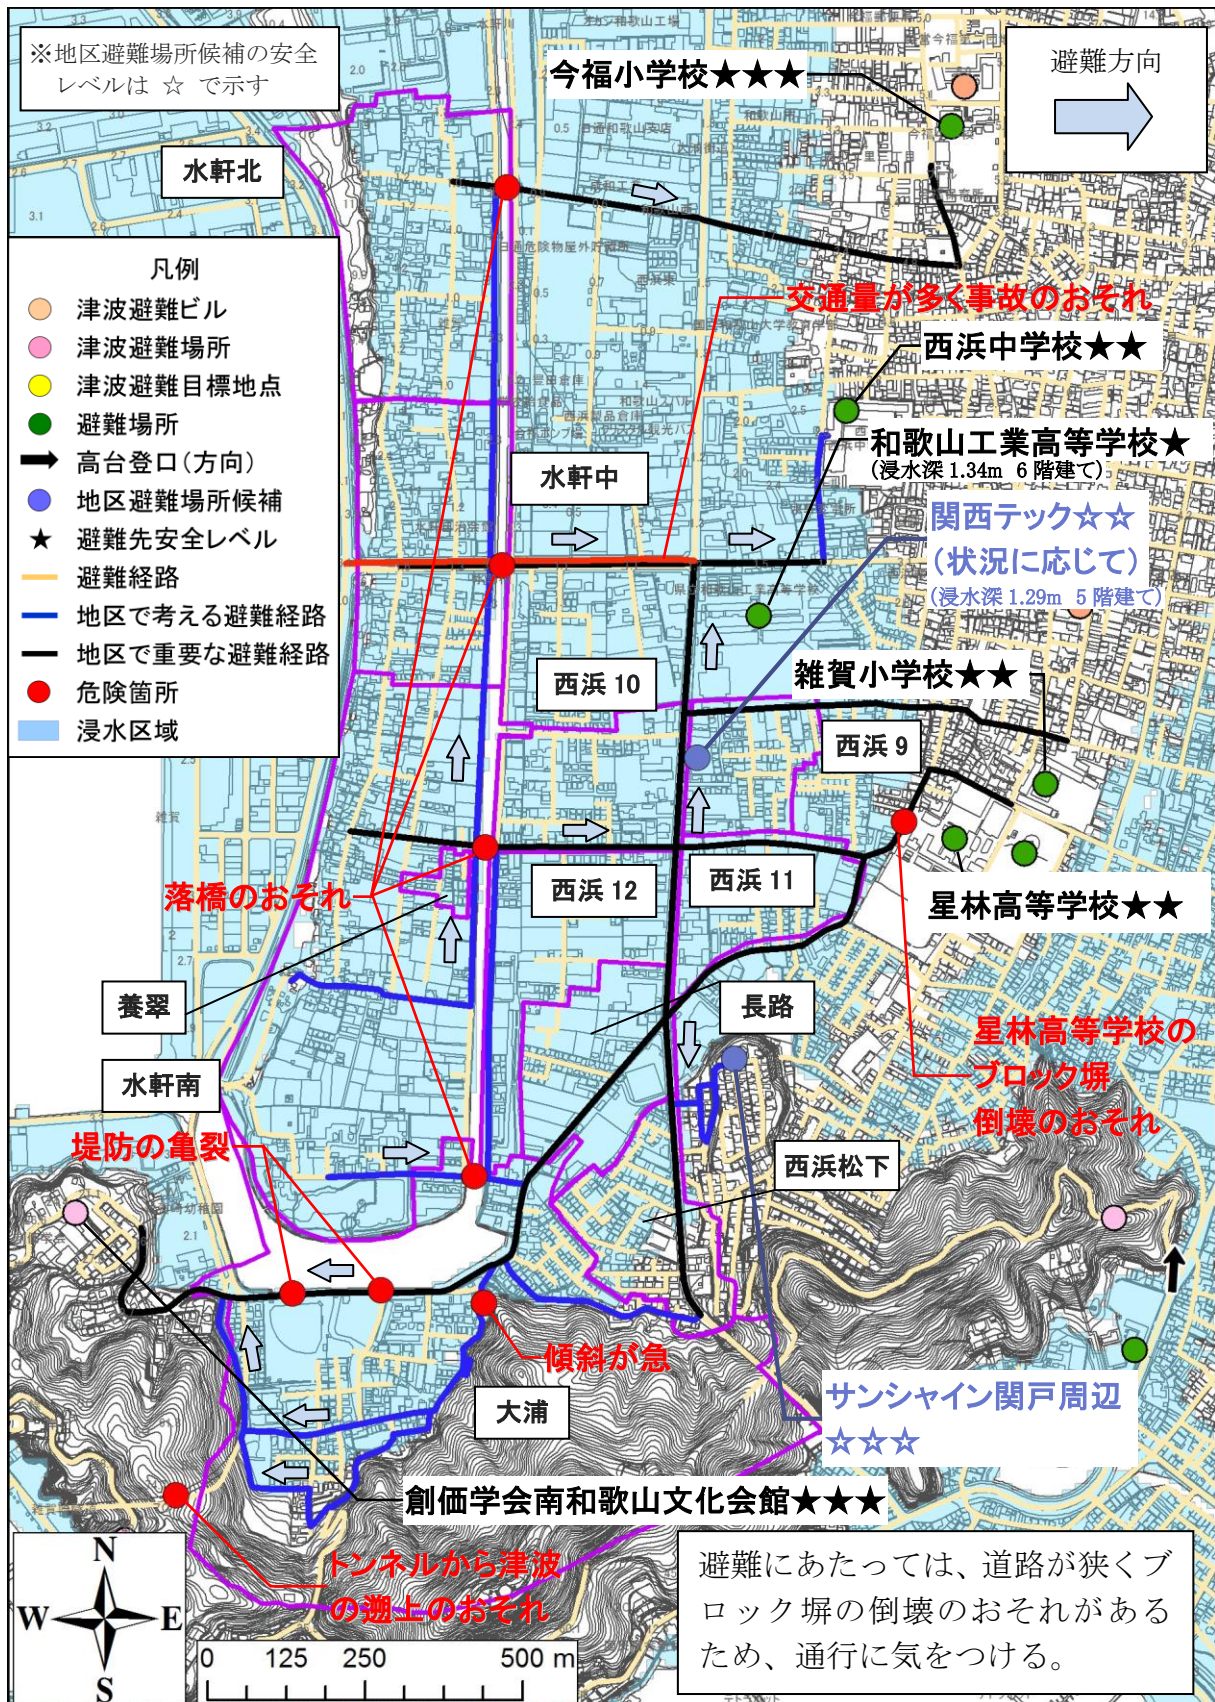 ※地区避難場所候補の安全
レベルは ☆ で示す
今福小学校★★★
避難方向
水軒北
凡例
津波避難ビル
津波避難場所
津波避難目標地点
避難場所
高台登口(方向)
地区避難場所候補
★ 避難先安全レベル
避難経路
地区で考える避難経路
地区で重要な避難経路
危険箇所
浸水区域
交通量が多く事故のおそれ
西浜中学校★★
和歌山工業高等学校★
(浸水深 1.34m 6 階建て)
水軒中
関西テック☆☆
(状況に応じて)
(浸水深 1.29m 5 階建て)
西浜 10
雑賀小学校★★
西浜 9
落橋のおそれ
西浜 12
西浜 11
星林高等学校★★
養翠
長路
星林高等学校の
ブロック塀
倒壊のおそれ
水軒南
堤防の亀裂
西浜松下
傾斜が急
大浦
サンシャイン関戸周辺
☆☆☆
創価学会南和歌山文化会館★★★
トンネルから津波
の遡上のおそれ
避難にあたっては、道路が狭くブ
ロック塀の倒壊のおそれがある
ため、通行に気をつける。
N
W E
S
0 125 250 500 m